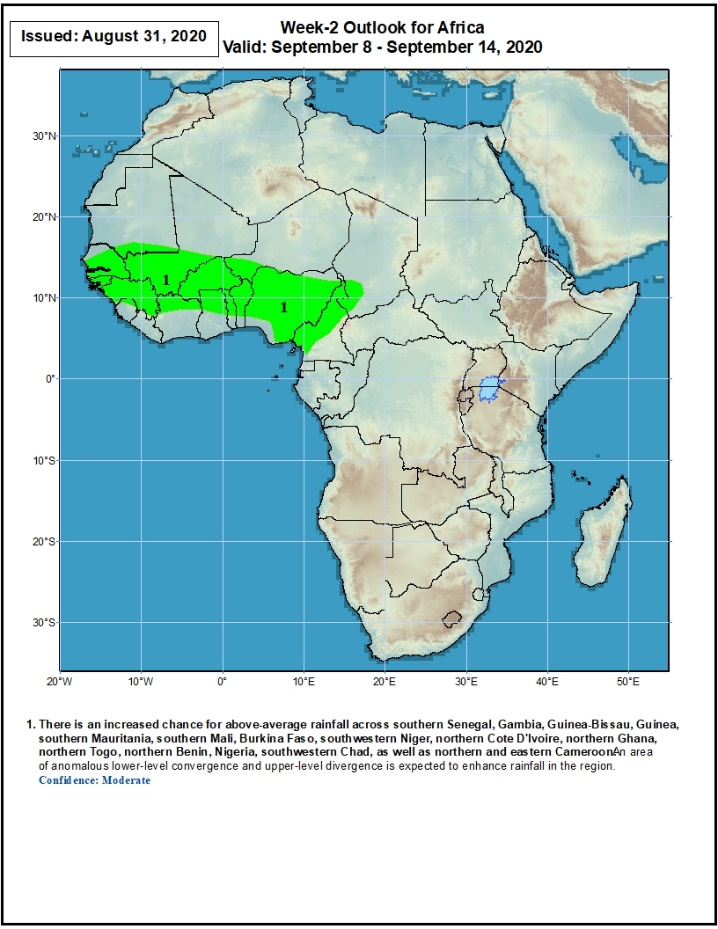 Issued: August 31, 2020
Week-2 Outlook for Africa
Valid: September 8 - September 14, 2020
30°N
20°N
10°N
0°
10°S
20°S
30°S
1
1
20°W 10°W 0° 10°E 20°E 30°E 40°E 50°E
1. There is an increased chance for above-average rainfall across southern Senegal, Gambia, Guinea-Bissau, Guinea,
southern Mauritania, southern Mali, Burkina Faso, southwestern Niger, northern Cote D'Ivoire, northern Ghana,
northern Togo, northern Benin, Nigeria, southwestern Chad, as well as northern and eastern CameroonAn area
of anomalous lower-level convergence and upper-level divergence is expected to enhance rainfall in the region.
Confidence: Moderate